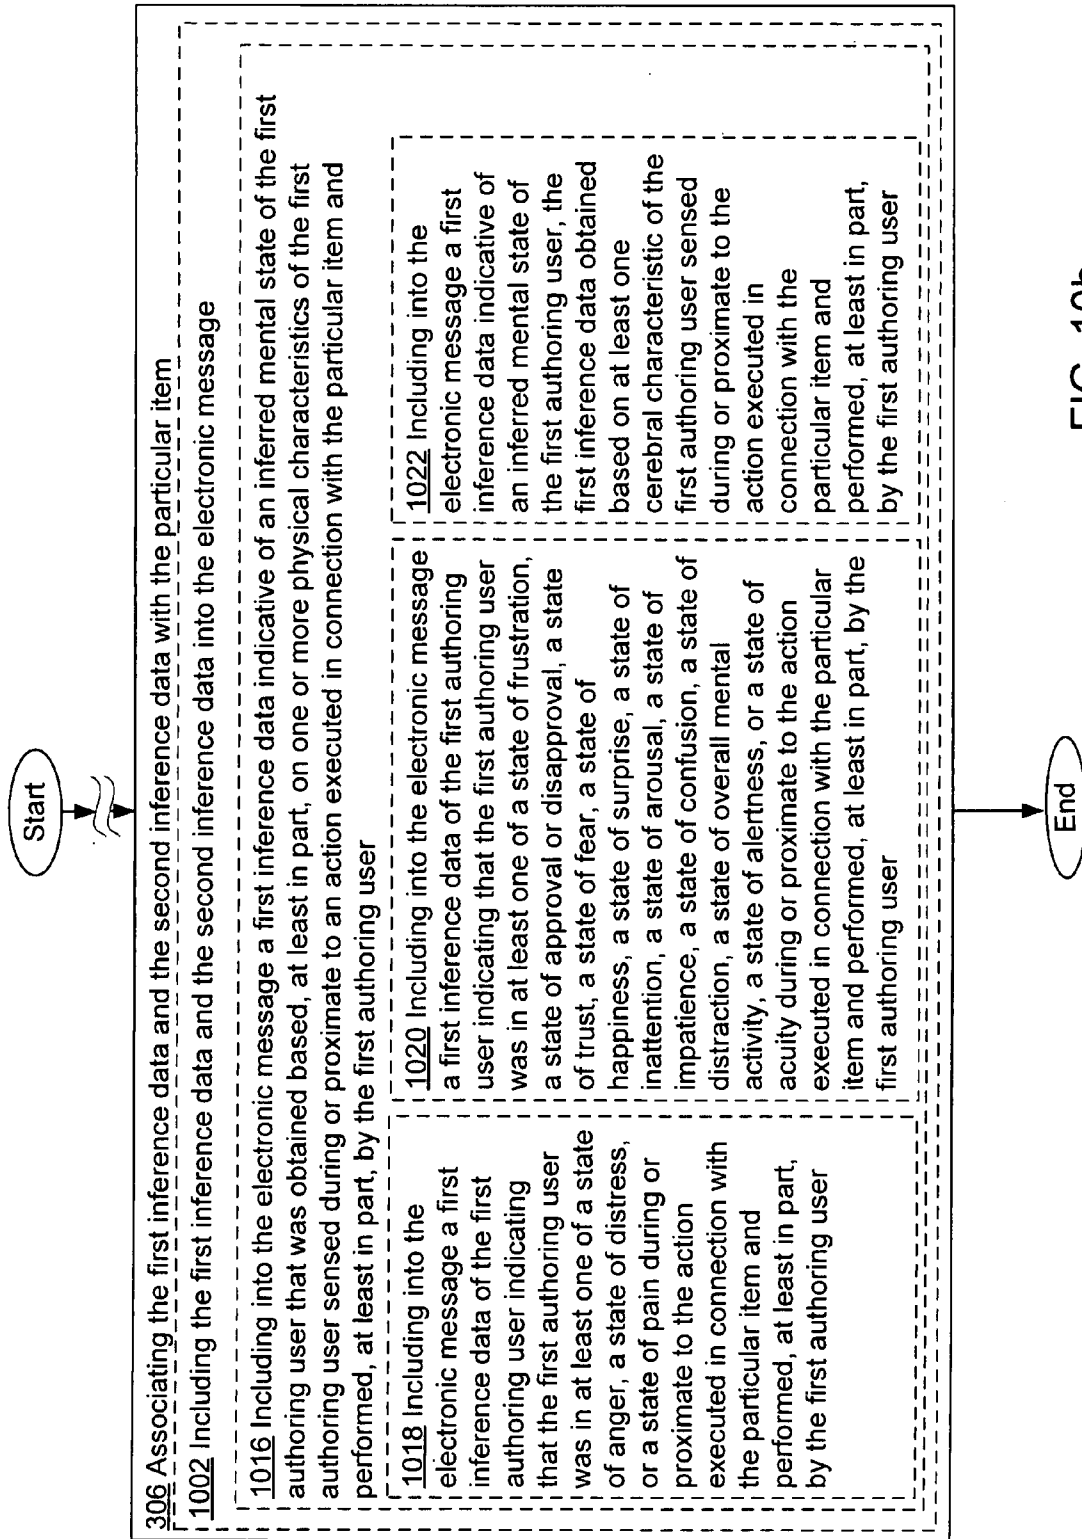 Start
306 Associating the first inference data and the second inference data with the particular item
1002 Including the first inference data and the second inference data into the electronic message
1016 Including into the electronic message a first inference data indicative of an inferred mental state of the first
authoring user that was obtained based, at least in part, on one or more physical characteristics of the first
authoring user sensed during or proximate to an action executed in connection with the particular item and
performed, at least in part, by the first authoring user
1018 Including into the
electronic message a first
inference data of the first
authoring user indicating
that the first authoring user
was in at least one of a state
of anger, a state of distress,
or a state of pain during or
proximate to the action
executed in connection with
the particular item and
performed, at least in part,
by the first authoring user
1020 Including into the electronic message
a first inference data of the first authoring
user indicating that the first authoring user
was in at least one of a state of frustration,
a state of approval or disapproval, a state
of trust, a state of fear, a state of
happiness, a state of surprise, a state of
inattention, a state of arousal, a state of
impatience, a state of confusion, a state of
distraction, a state of overall mental
activity, a state of alertness, or a state of
acuity during or proximate to the action
executed in connection with the particular
item and performed, at least in part, by the
first authoring user
1022 Including into the
electronic message a first
inference data indicative of
an inferred mental state of
the first authoring user, the
first inference data obtained
based on at least one
cerebral characteristic of the
first authoring user sensed
during or proximate to the
action executed in
connection with the
particular item and
performed, at least in part,
by the first authoring user
End